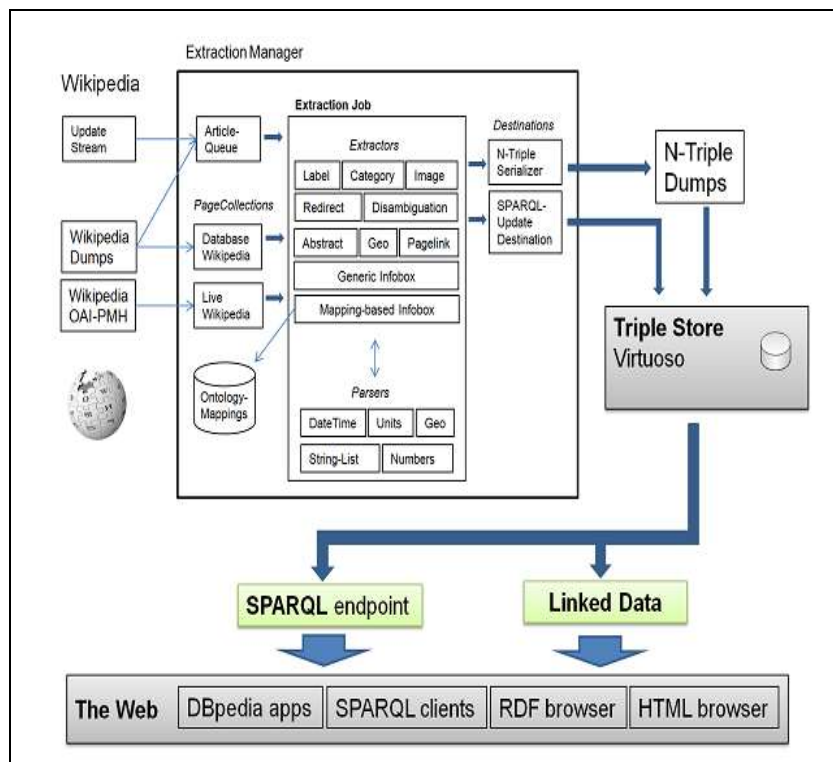 Extraction Manager
Wikipedia
Update
Stream
Wikipedia
Dumps
Wikipedia
OAI-PMH
Article-
Queue
PageCollections
Database
Wikipedia
Live
Wikipedia
Ontology-
Mappings
Extraction Job
Extractors
Label Category Image
Redirect Disambiguation
Abstract Geo Pagelink
Generic Infobox
Mapping-based Infobox
Parsers
DateTime Units Geo
String-List Numbers
Destinations
N-Triple
Serializer
SPARQL-
Update
Destination
N-Triple
Dumps
Triple Store
Virtuoso
SPARQL endpoint
Linked Data
The Web DBpedia apps SPARQL clients RDF browser HTML browser